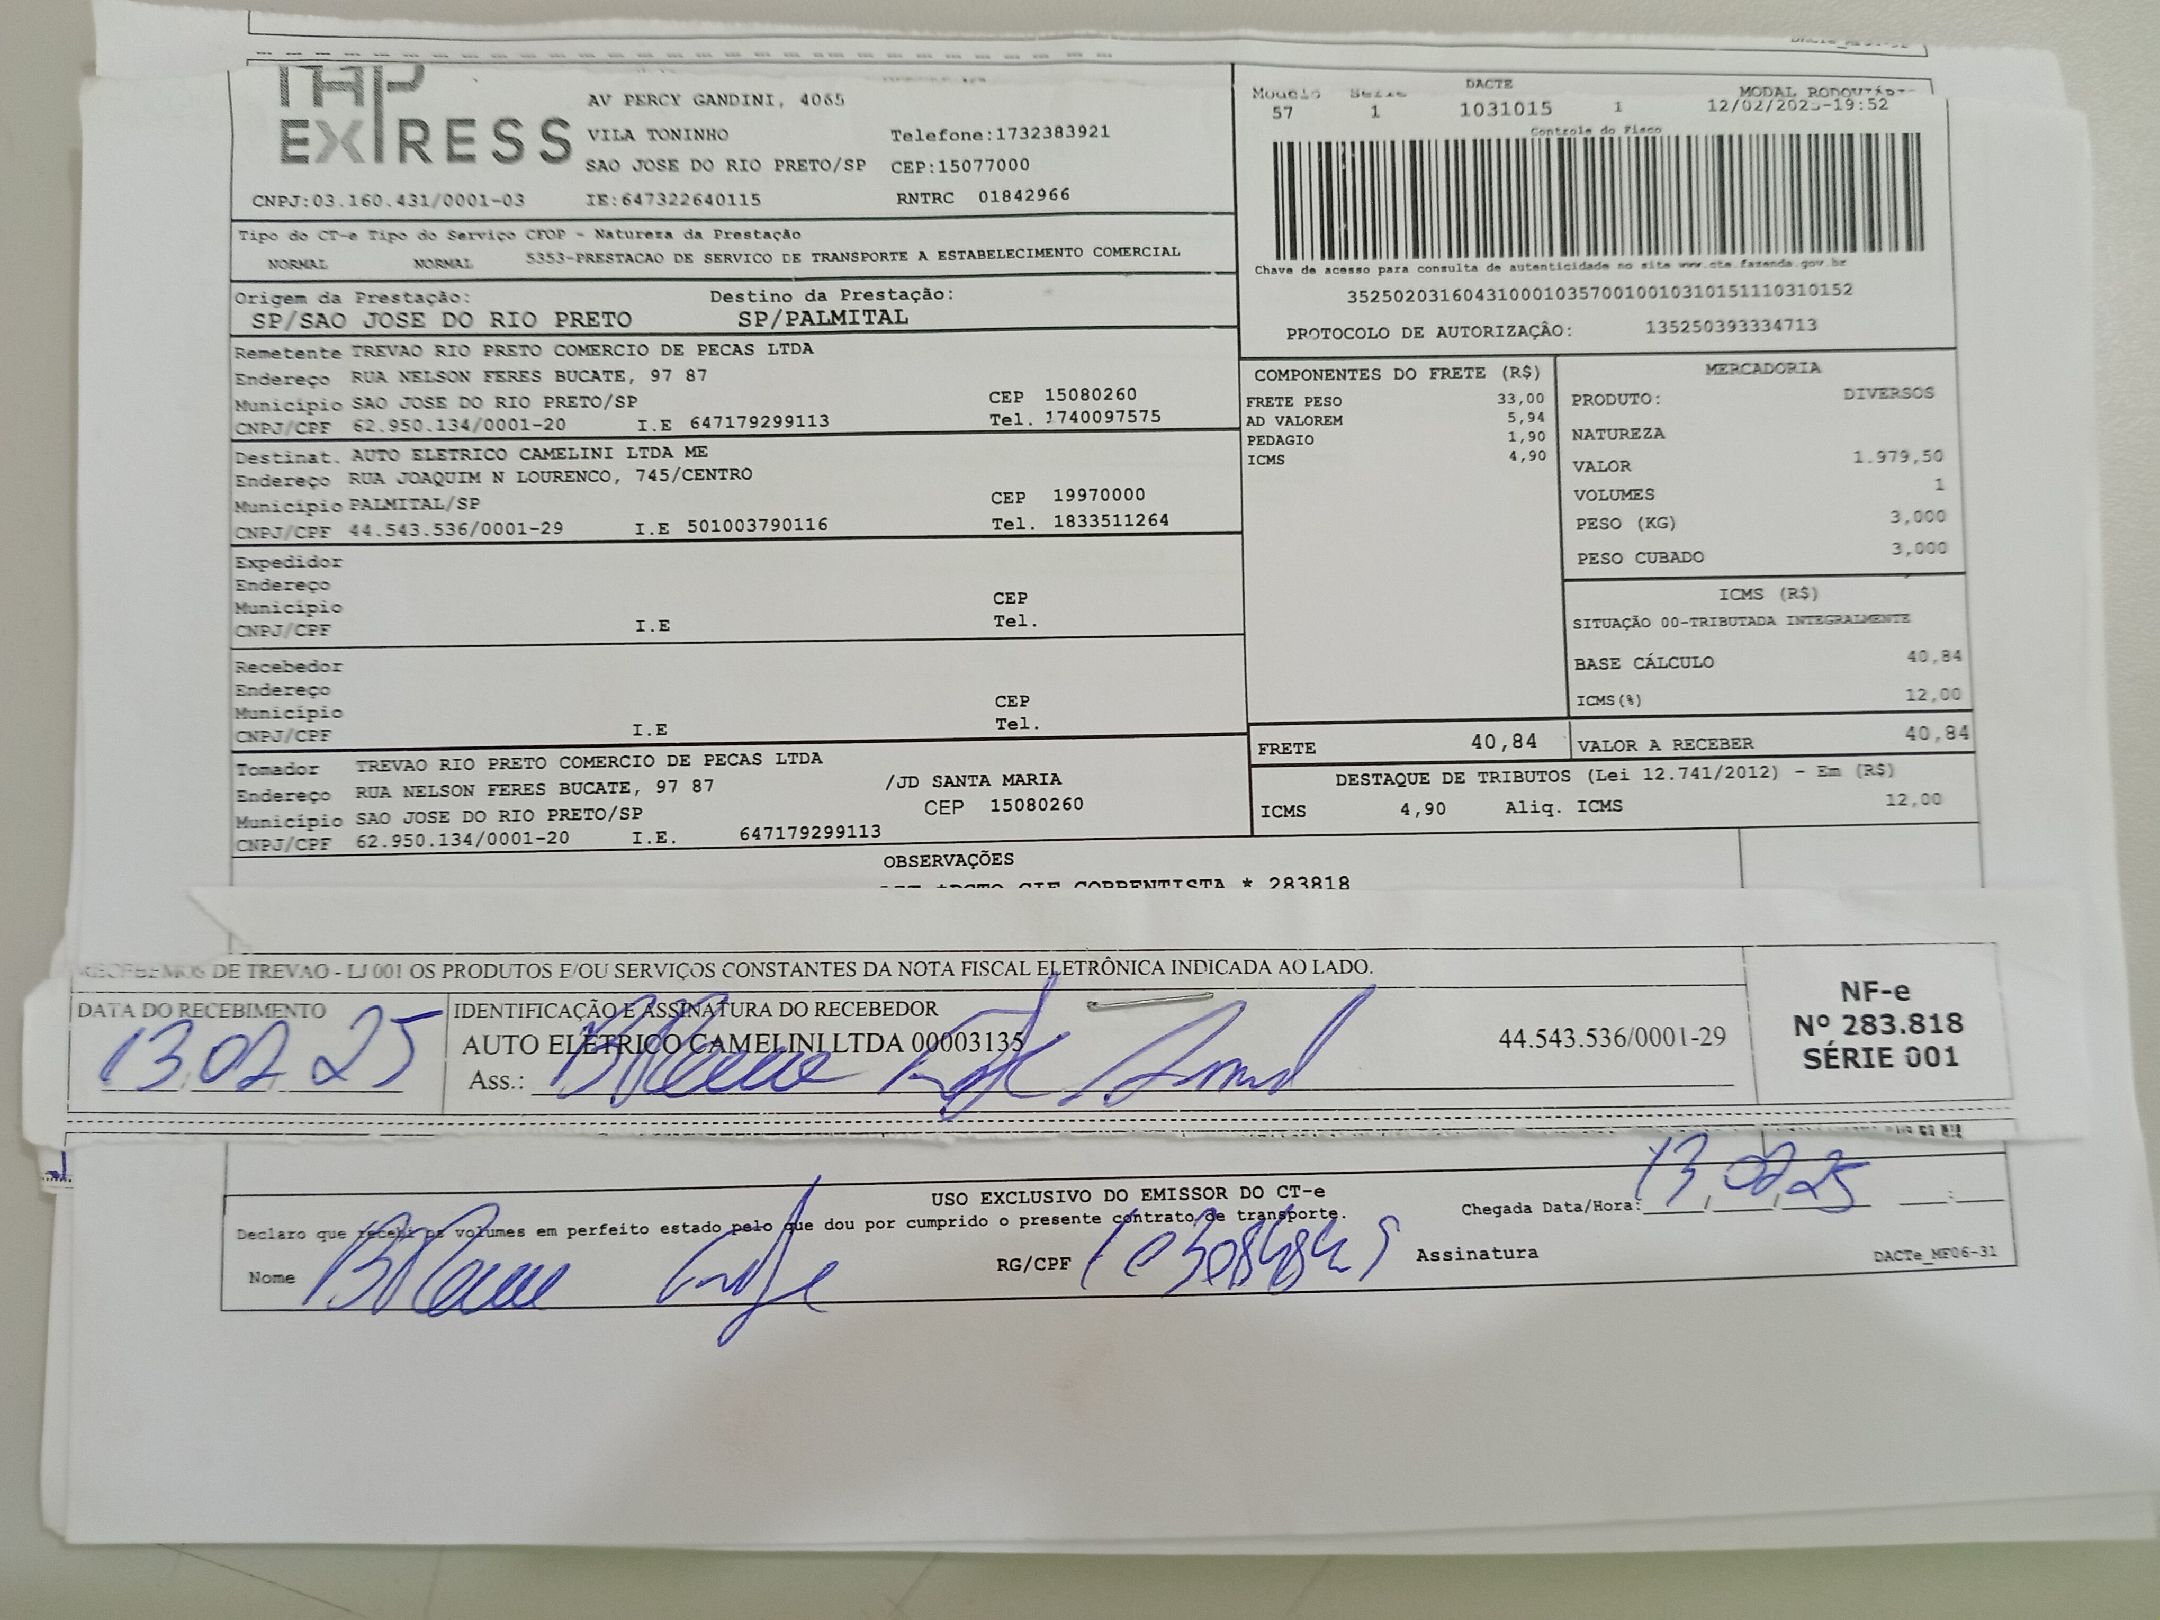 TAP
EXPRESS
AV PERCY GANDINI, 4065
VILA TONINHO Telefone:1732383921
SAO JOSE DO RIO PRETO/SP CEP:15077000
CNPJ:03.160.431/0001-03 IE:647322640115 RNTRC 01842966
Tipo do CT-e Tipo do Serviço CFOP - Natureza da Prestação
NORMAL NORMAL 5353-PRESTACAO DE SERVICO DE TRANSPORTE A ESTABELECIMENTO COMERCIAL
Origem da Prestação: Destino da Prestação:
SP/SAO JOSE DO RIO PRETO SP/PALMITAL
Remetente TREVAO RIO PRETO COMERCIO DE PECAS LTDA
Endereço RUA NELSON FERES BUCATE, 97 87
Município SAO JOSE DO RIO PRETO/SP CEP 15080260
CNPJ/CPF 62.950.134/0001-20 I.E 647179299113 Tel. 1740097575
Destinat. AUTO ELETRICO CAMELINI LTDA ME
Endereço RUA JOAQUIM N LOURENCO, 745/CENTRO
Município PALMITAL/SP CEP 19970000
CNPJ/CPF 44.543.536/0001-29 I.E 501003790116 Tel. 1833511264
Expedidor
Endereço
Município CEP
CNPJ/CPF I.E Tel.
Recebedor
Endereço
Município CEP
CNPJ/CPF I.E Tel.
Tomador TREVAO RIO PRETO COMERCIO DE PECAS LTDA
Endereço RUA NELSON FERES BUCATE, 97 87 /JD SANTA MARIA
Município SAO JOSE DO RIO PRETO/SP CEP 15080260
CNPJ/CPF 62.950.134/0001-20 I.E. 647179299113
DACTE
Modelo Serie MODAL RODOVIÁRIO
57 1 1031015 1 12/02/2025-19:52
Controle do Fisco
Chave de acesso para consulta de autenticidade no site www.cte.fazenda.gov.br
35250203160431000103570010010310151110310152
PROTOCOLO DE AUTORIZAÇÃO: 135250393334713
COMPONENTES DO FRETE (R$)
FRETE PESO 33,00
AD VALOREM 5,94
PEDAGIO 1,90
ICMS 4,90
MERCADORIA
PRODUTO: DIVERSOS
NATUREZA
VALOR 1.979,50
VOLUMES 1
PESO (KG) 3,000
PESO CUBADO 3,000
ICMS (R$)
SITUAÇÃO 00-TRIBUTADA INTEGRALMENTE
BASE CÁLCULO 40,84
ICMS(%) 12,00
FRETE 40,84 VALOR A RECEBER 40,84
DESTAQUE DE TRIBUTOS (Lei 12.741/2012) - Em (R$)
ICMS 4,90 Aliq. ICMS 12,00
OBSERVAÇÕES
CORRENTISTA * 283818
RECEBEMOS DE TREVAO - LJ 001 OS PRODUTOS E/OU SERVIÇOS CONSTANTES DA NOTA FISCAL ELETRÔNICA INDICADA AO LADO.
DATA DO RECEBIMENTO IDENTIFICAÇÃO E ASSINATURA DO RECEBEDOR
13 02 25 AUTO ELETRICO CAMELINI LTDA 00003135 44.543.536/0001-29
Ass.:
NF-e
Nº 283.818
SÉRIE 001
USO EXCLUSIVO DO EMISSOR DO CT-e
Declaro que recebi os volumes em perfeito estado pelo que dou por cumprido o presente contrato de transporte. Chegada Data/Hora: 13/02/25
Nome RG/CPF Assinatura DACTe_MF06-31